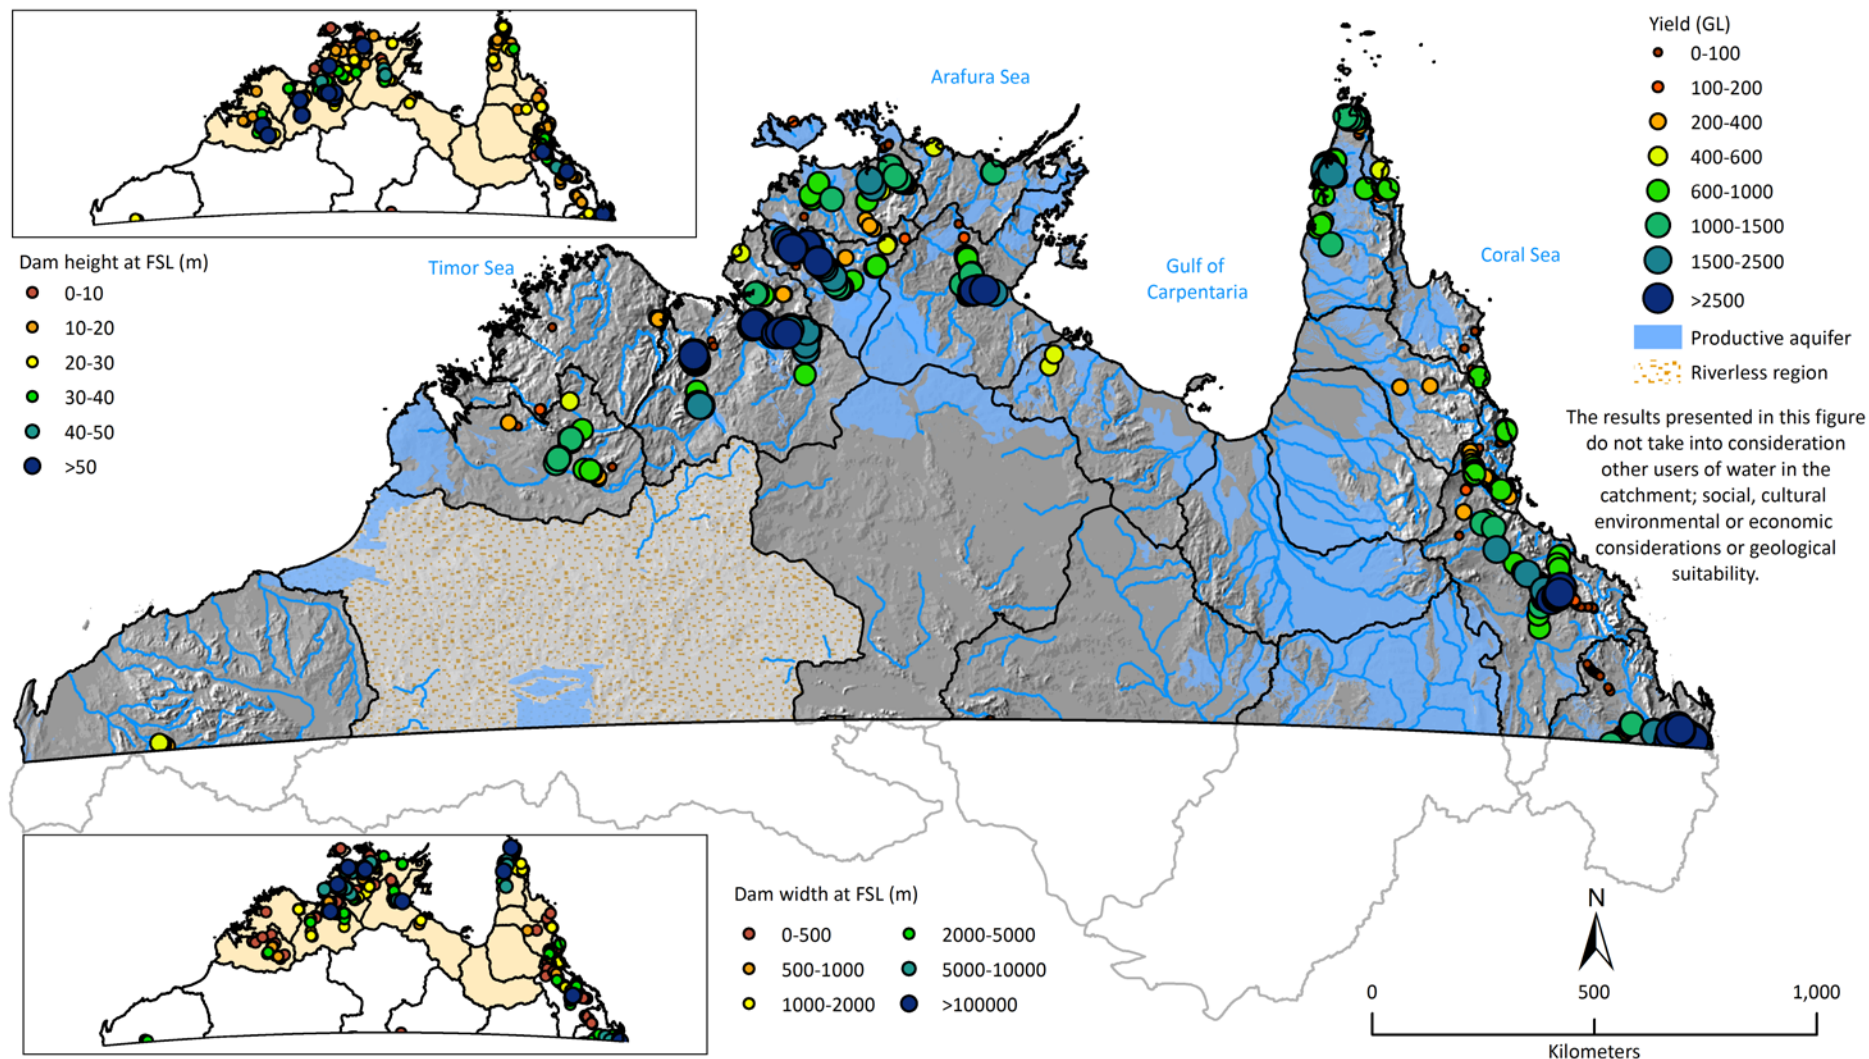 Arafura Sea
Timor Sea
Gulf of
Carpentaria
Coral Sea
Dam height at FSL (m)
0-10
10-20
20-30
30-40
40-50
>50
Yield (GL)
0-100
100-200
200-400
400-600
600-1000
1000-1500
1500-2500
>2500
Productive aquifer
Riverless region
The results presented in this figure
do not take into consideration
other users of water in the
catchment; social, cultural
environmental or economic
considerations or geological
suitability.
Dam width at FSL (m)
0-500
500-1000
1000-2000
2000-5000
5000-10000
>100000
N
0 500 1,000
Kilometers